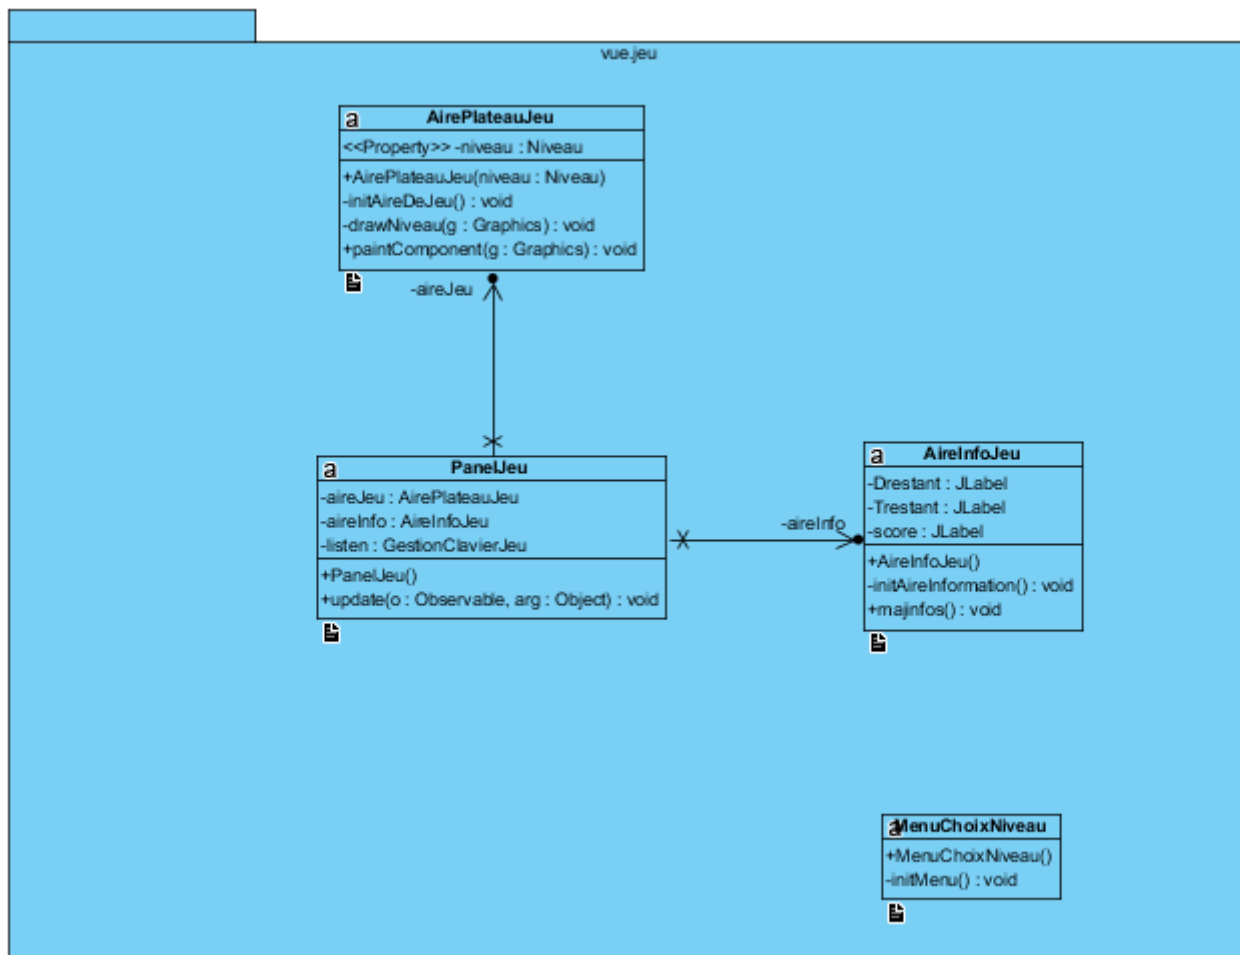 vue.jeu
a
AirePlateauJeu
<<Property>> -niveau : Niveau
+AirePlateauJeu(niveau : Niveau)
-initAireDeJeu() : void
-drawNiveau(g : Graphics) : void
+paintComponent(g : Graphics) : void
-aireJeu
a
PanelJeu
-aireJeu : AirePlateauJeu
-aireInfo : AireInfoJeu
-listen : GestionClavierJeu
+PanelJeu()
+update(o : Observable, arg : Object) : void
-aireInfo
a
AireInfoJeu
-Drestant : JLabel
-Trestant : JLabel
-score : JLabel
+AireInfoJeu()
-initAireInformation() : void
+majinfos() : void
a
MenuChoixNiveau
+MenuChoixNiveau()
-initMenu() : void